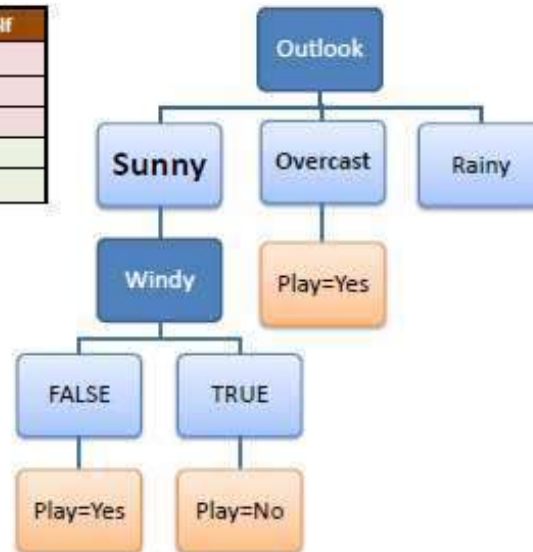 Outlook
Sunny
Overcast
Rainy
Windy
Play=Yes
FALSE
TRUE
Play=Yes
Play=No